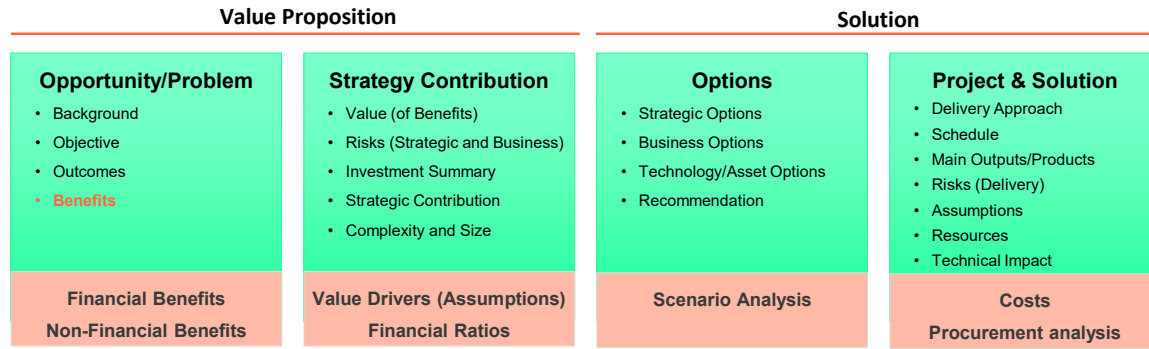 Value Proposition
Solution
Opportunity/Problem
• Background
• Objective
• Outcomes
• Benefits
Financial Benefits
Non-Financial Benefits
Strategy Contribution
• Value (of Benefits)
• Risks (Strategic and Business)
• Investment Summary
• Strategic Contribution
• Complexity and Size
Value Drivers (Assumptions)
Financial Ratios
Options
• Strategic Options
• Business Options
• Technology/Asset Options
• Recommendation
Scenario Analysis
Project & Solution
• Delivery Approach
• Schedule
• Main Outputs/Products
• Risks (Delivery)
• Assumptions
• Resources
• Technical Impact
Costs
Procurement analysis